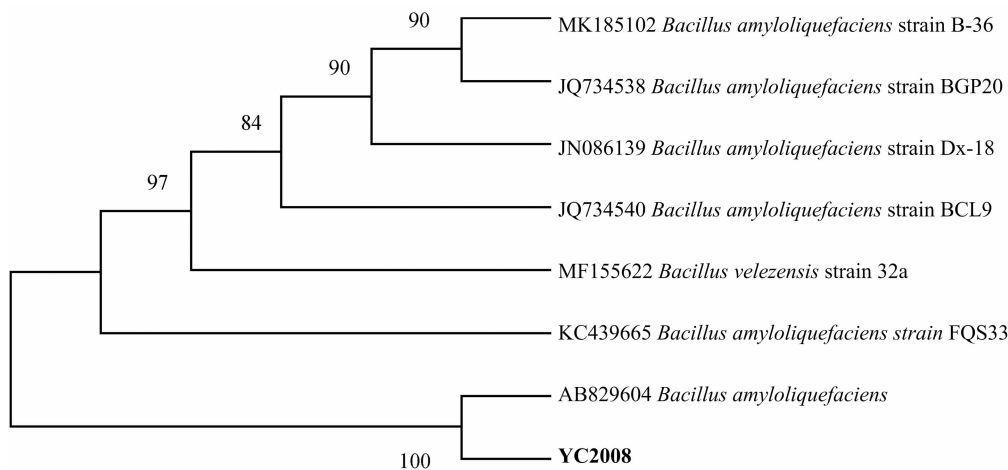 90
MK185102 Bacillus amyloliquefaciens strain B-36
90
JQ734538 Bacillus amyloliquefaciens strain BGP20
84
JN086139 Bacillus amyloliquefaciens strain Dx-18
97
JQ734540 Bacillus amyloliquefaciens strain BCL9
MF155622 Bacillus velezensis strain 32a
KC439665 Bacillus amyloliquefaciens strain FQS33
AB829604 Bacillus amyloliquefaciens
100
YC2008